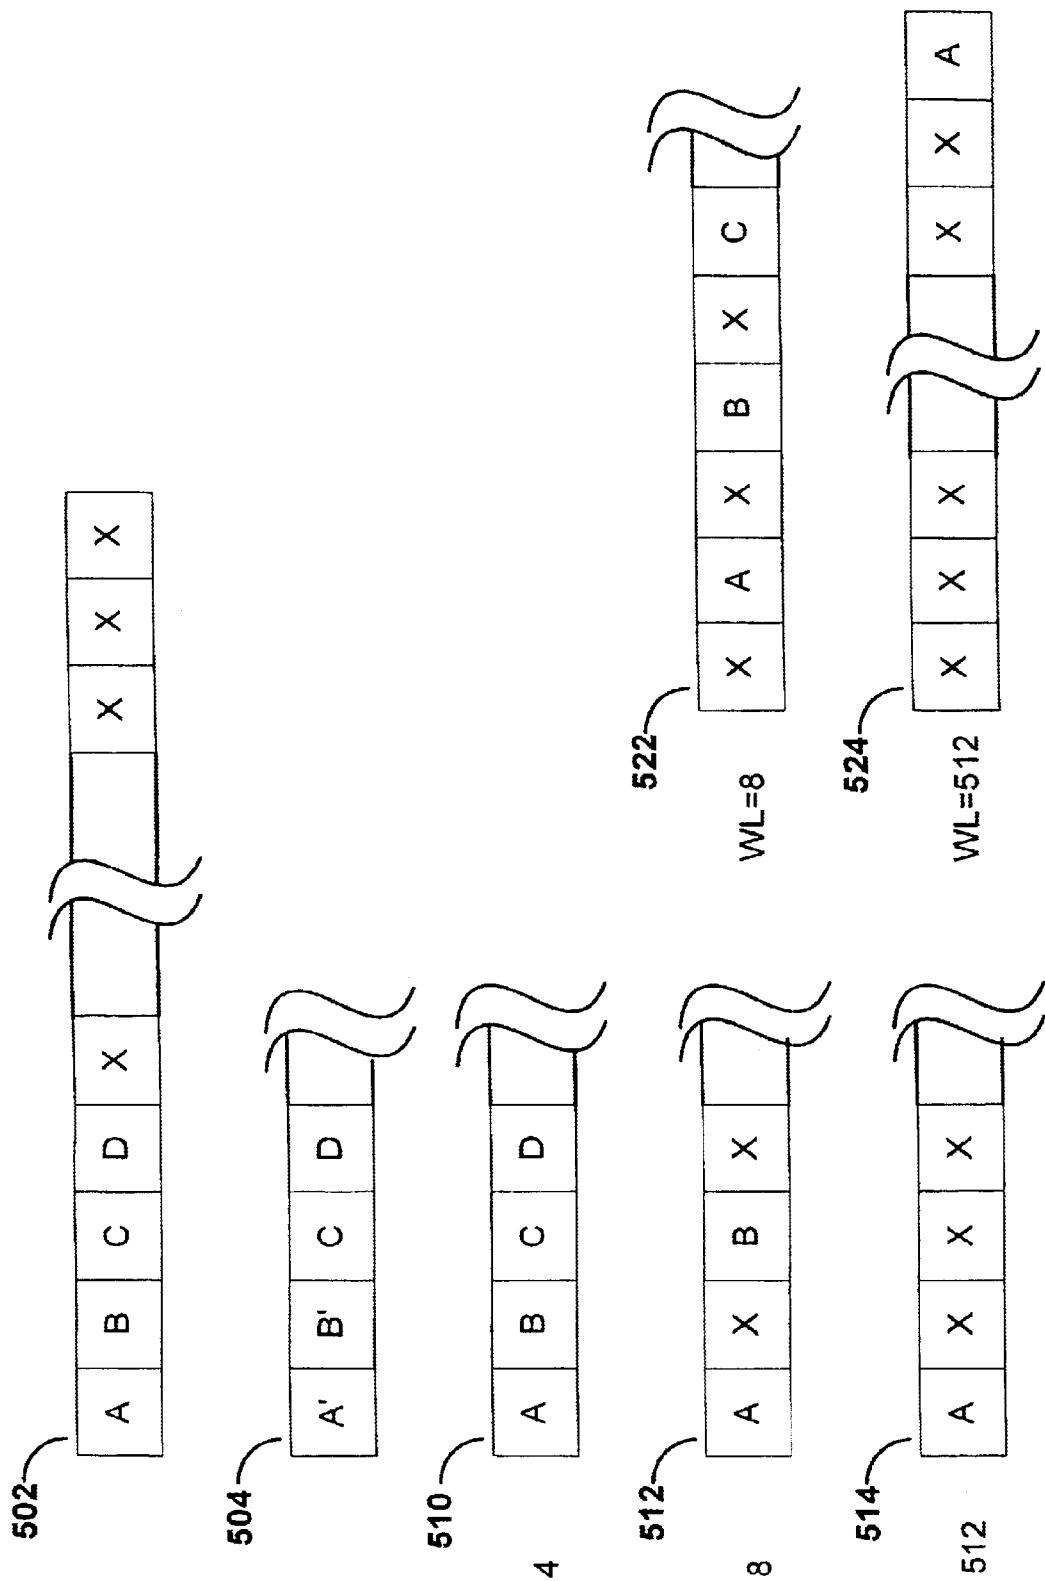 502
A B C D X X X X
504
A' B' C D
510
4
A B C D
512
8
A X B X
522
WL=8
X A X B X C
514
512
A X X X
524
WL=512
X X X X X A